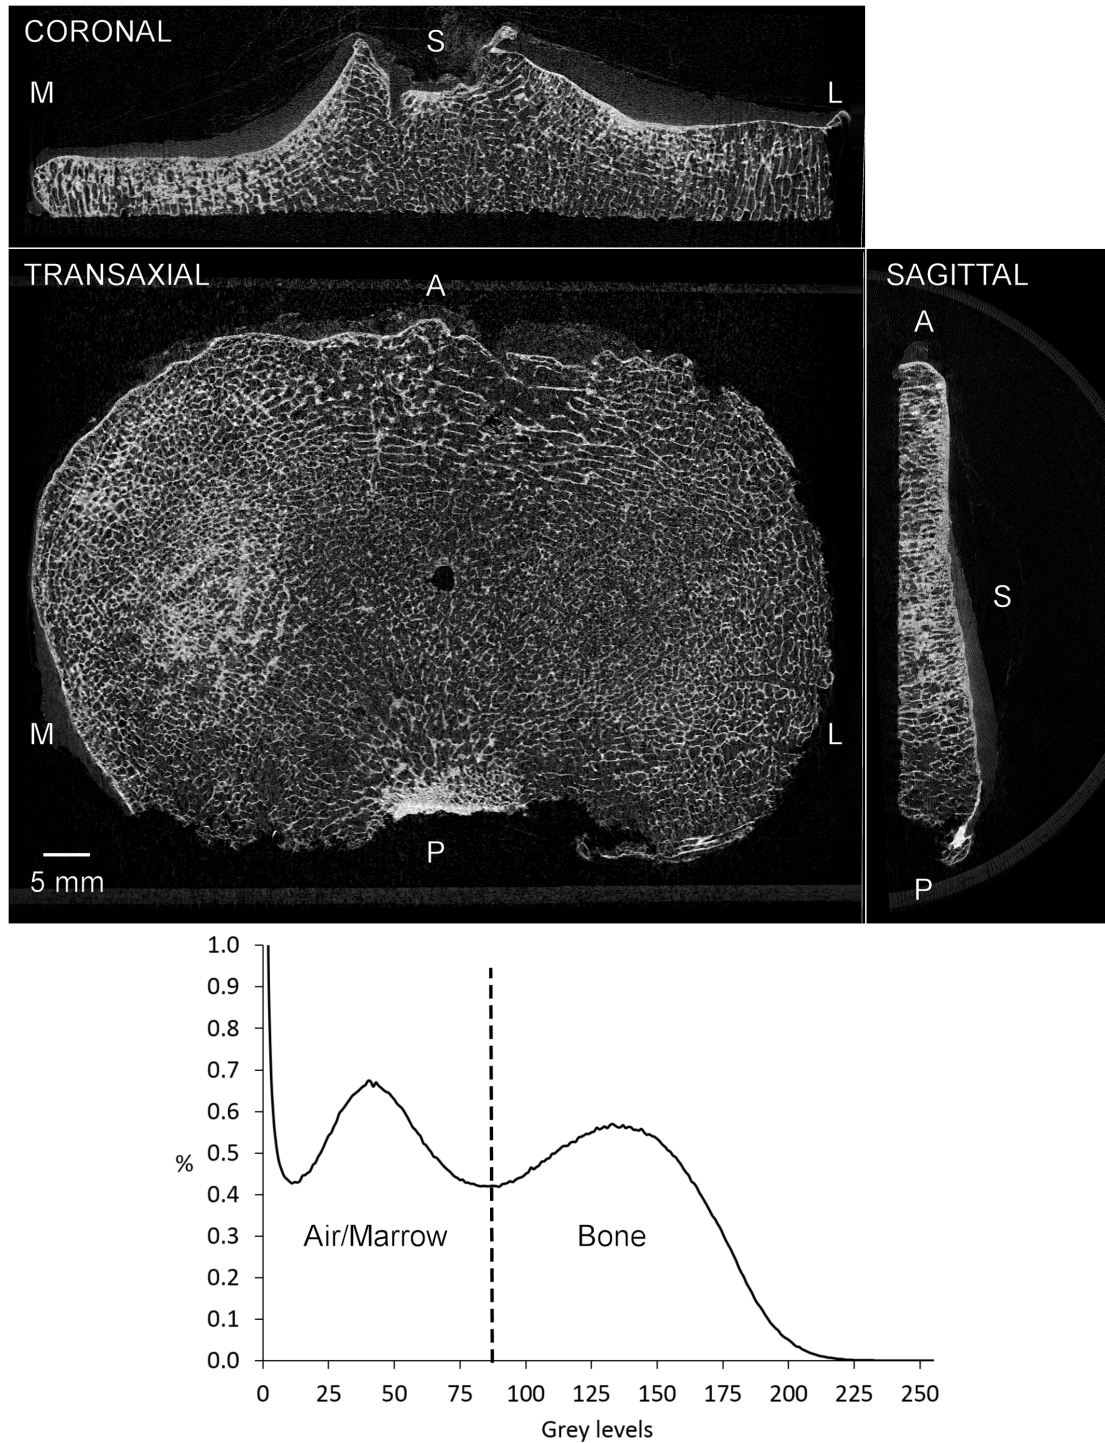 CORONAL
S
M
L
TRANSAXIAL
A
SAGITTAL
A
S
M
L
P
5 mm
P
1.0
0.9
0.8
0.7
0.6
0.5
%
0.4
Air/Marrow
Bone
0.3
0.2
0.1
0.0
0 25 50 75 100 125 150 175 200 225 250
Grey levels